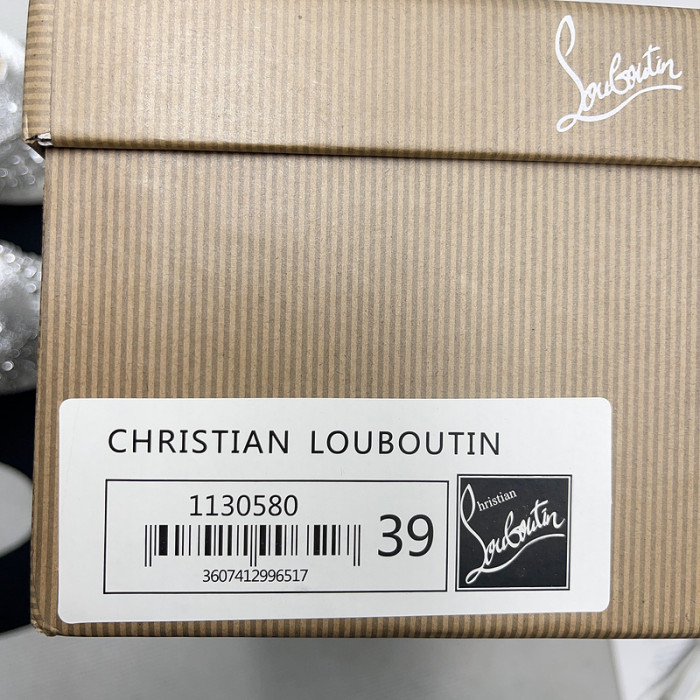 Louboutin
CHRISTIAN LOUBOUTIN
1130580
39
3607412996517
Christian
Louboutin